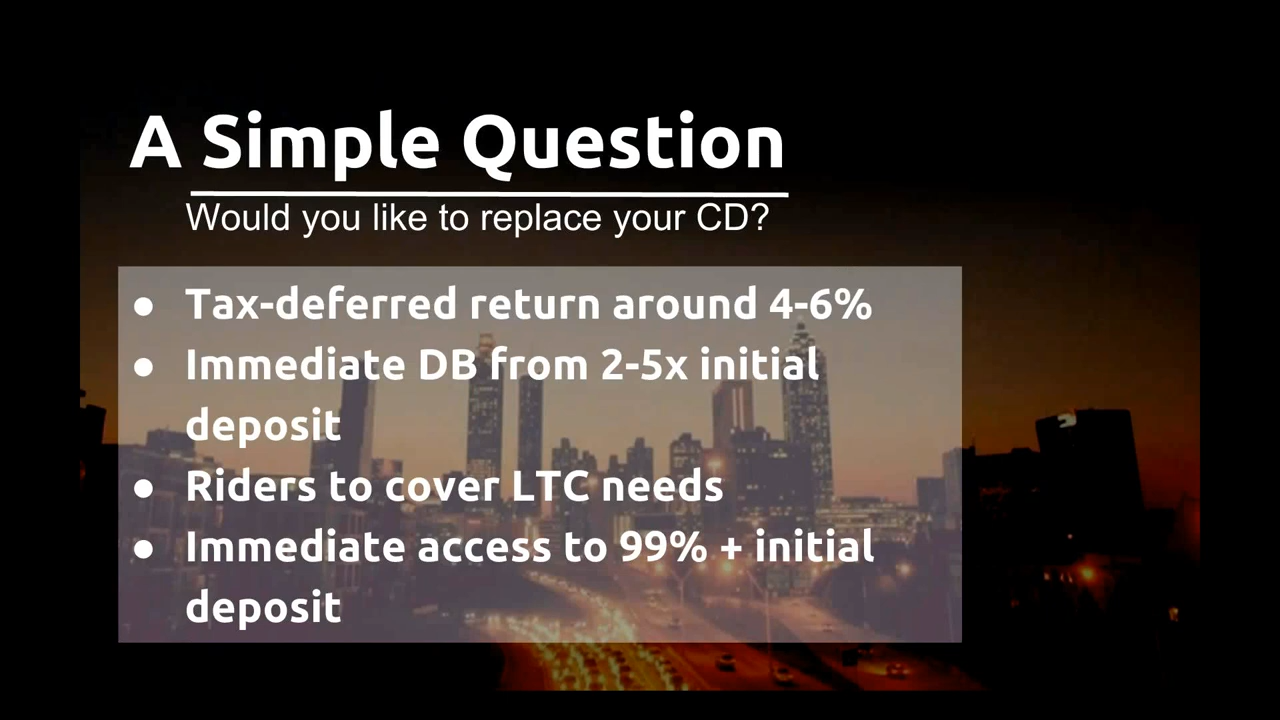 A Simple Question
Would you like to replace your CD?
● Tax-deferred return around 4-6%
● Immediate DB from 2-5x initial
deposit
● Riders to cover LTC needs
● Immediate access to 99% + initial
deposit